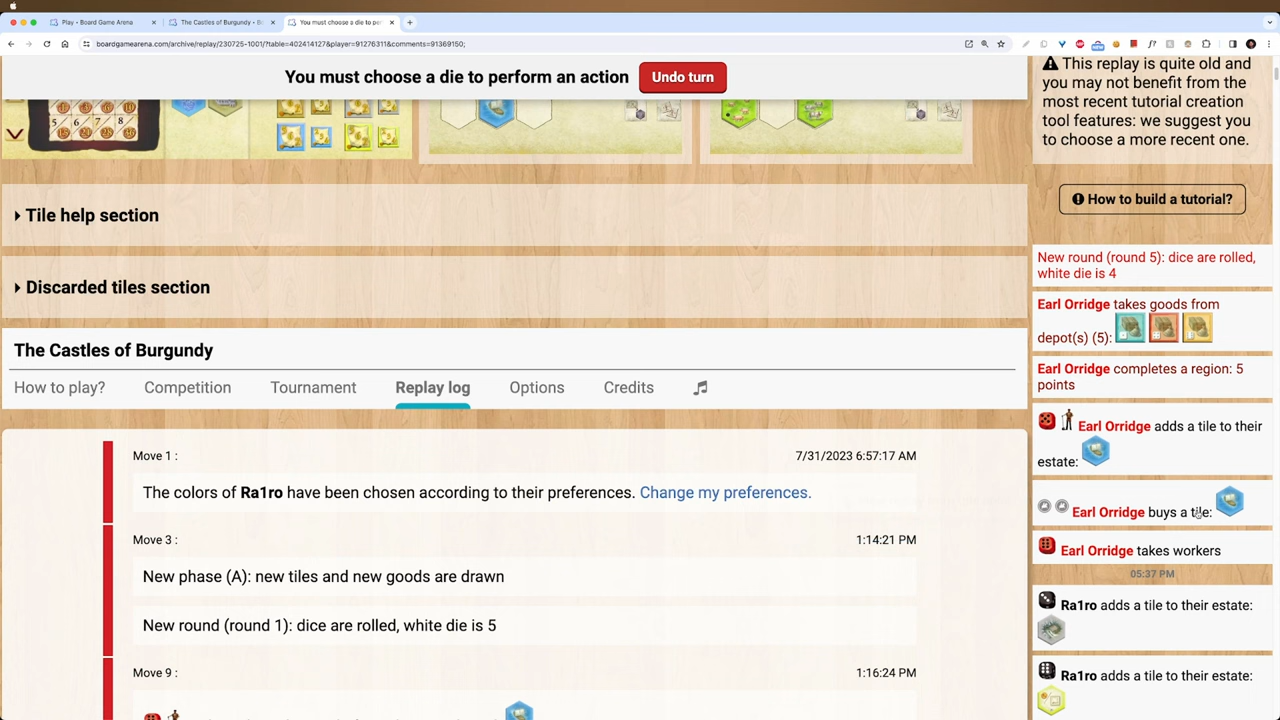 Play • Board Game Arena
The Castles of Burgundy • B
You must choose a die to pe
boardgamearena.com/archive/replay/230725-1001/?table=402414127&player=91276311&comments=91369150;
You must choose a die to perform an action
Undo turn
5 6 7 8
This replay is quite old and
you may not benefit from the
most recent tutorial creation
tool features: we suggest you
to choose a more recent one.
How to build a tutorial?
Tile help section
Discarded tiles section
The Castles of Burgundy
How to play?
Competition
Tournament
Replay log
Options
Credits
Move 1 :
7/31/2023 6:57:17 AM
The colors of Ra1ro have been chosen according to their preferences. Change my preferences.
Move 3 :
1:14:21 PM
New phase (A): new tiles and new goods are drawn
New round (round 1): dice are rolled, white die is 5
Move 9 :
1:16:24 PM
New round (round 5): dice are rolled,
white die is 4
Earl Orridge takes goods from
depot(s) (5):
Earl Orridge completes a region: 5
points
Earl Orridge adds a tile to their
estate:
Earl Orridge buys a tile:
Earl Orridge takes workers
05:37 PM
Ra1ro adds a tile to their estate:
Ra1ro adds a tile to their estate: